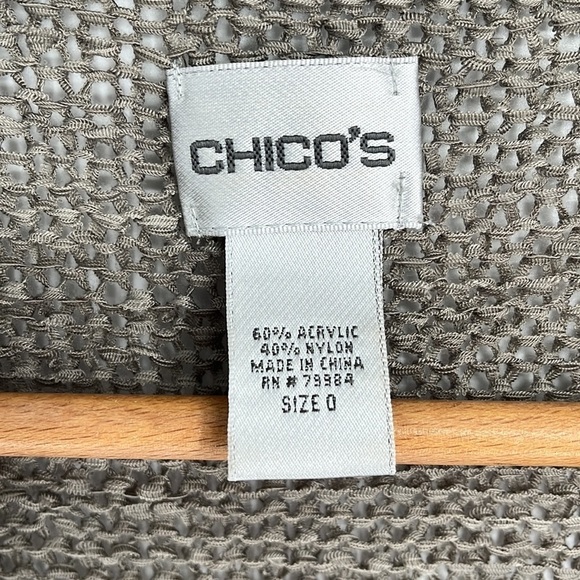 CHICO'S
60% ACRYLIC
40% NYLON
MADE IN CHINA
RN # 79984
SIZE 0